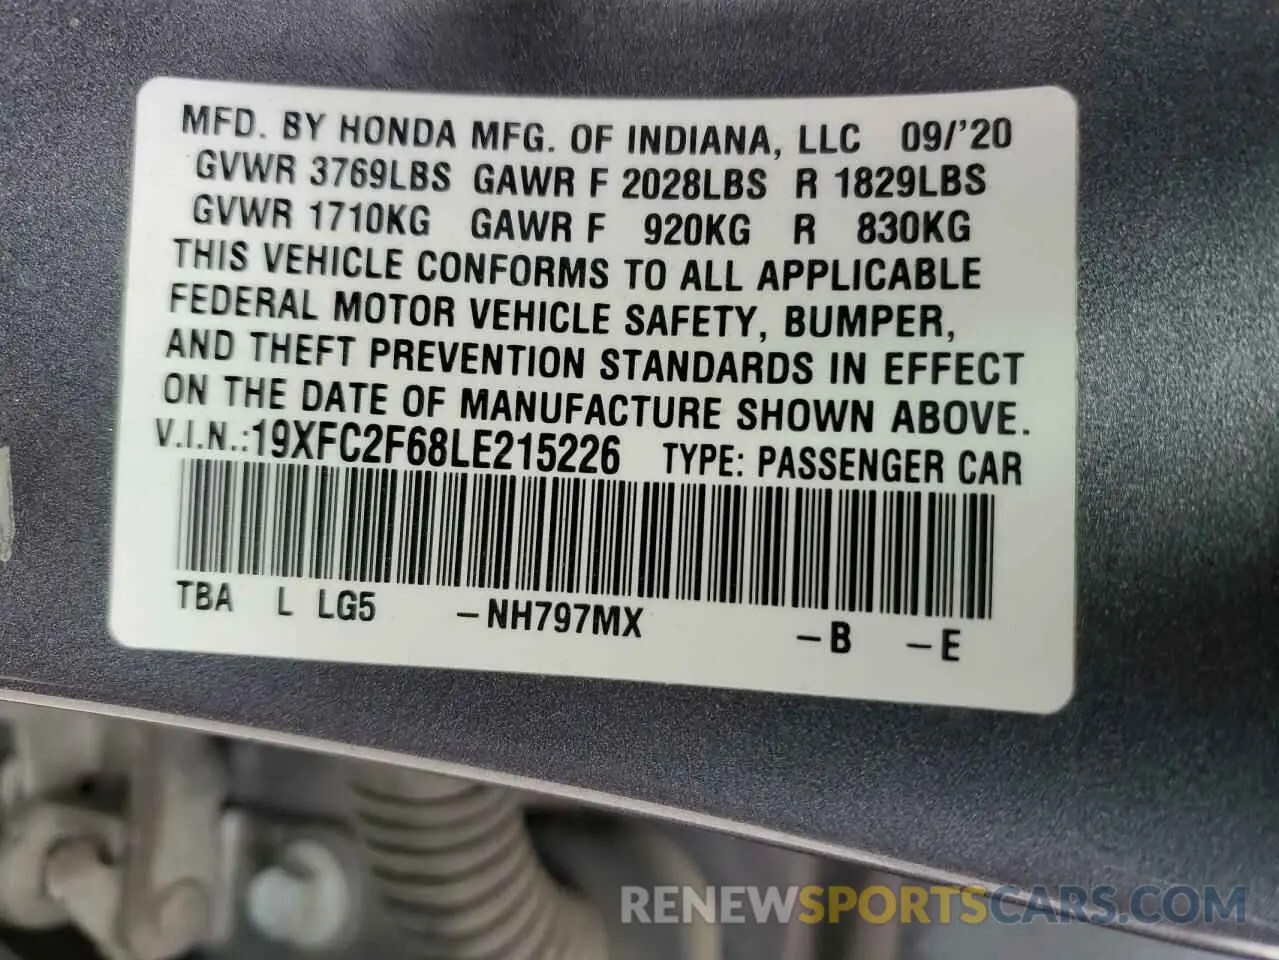 MFD. BY HONDA MFG. OF INDIANA, LLC 09/'20
GVWR 3769LBS GAWR F 2028LBS R 1829LBS
GVWR 1710KG GAWR F 920KG R 830KG
THIS VEHICLE CONFORMS TO ALL APPLICABLE
FEDERAL MOTOR VEHICLE SAFETY, BUMPER,
AND THEFT PREVENTION STANDARDS IN EFFECT
ON THE DATE OF MANUFACTURE SHOWN ABOVE.
V.I.N.:19XFC2F68LE215226 TYPE: PASSENGER CAR
TBA L LG5 -NH797MX -B -E
RENEWSPORTSCARS.COM